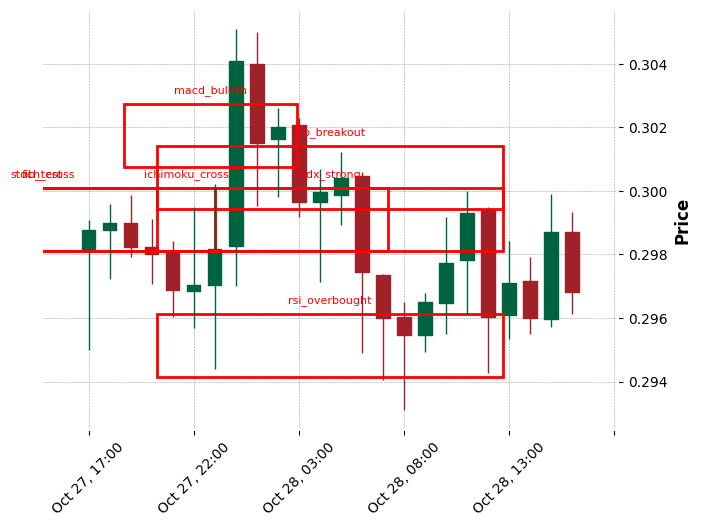 0.304
macd_bullish
0.302
b_breakout
ichimoku_cross
adx_strong
0.300
Price
0.298
rsi_overbought
0.296
0.294
Oct 27, 17:00
Oct 27, 22:00
Oct 28, 03:00
Oct 28, 08:00
Oct 28, 13:00